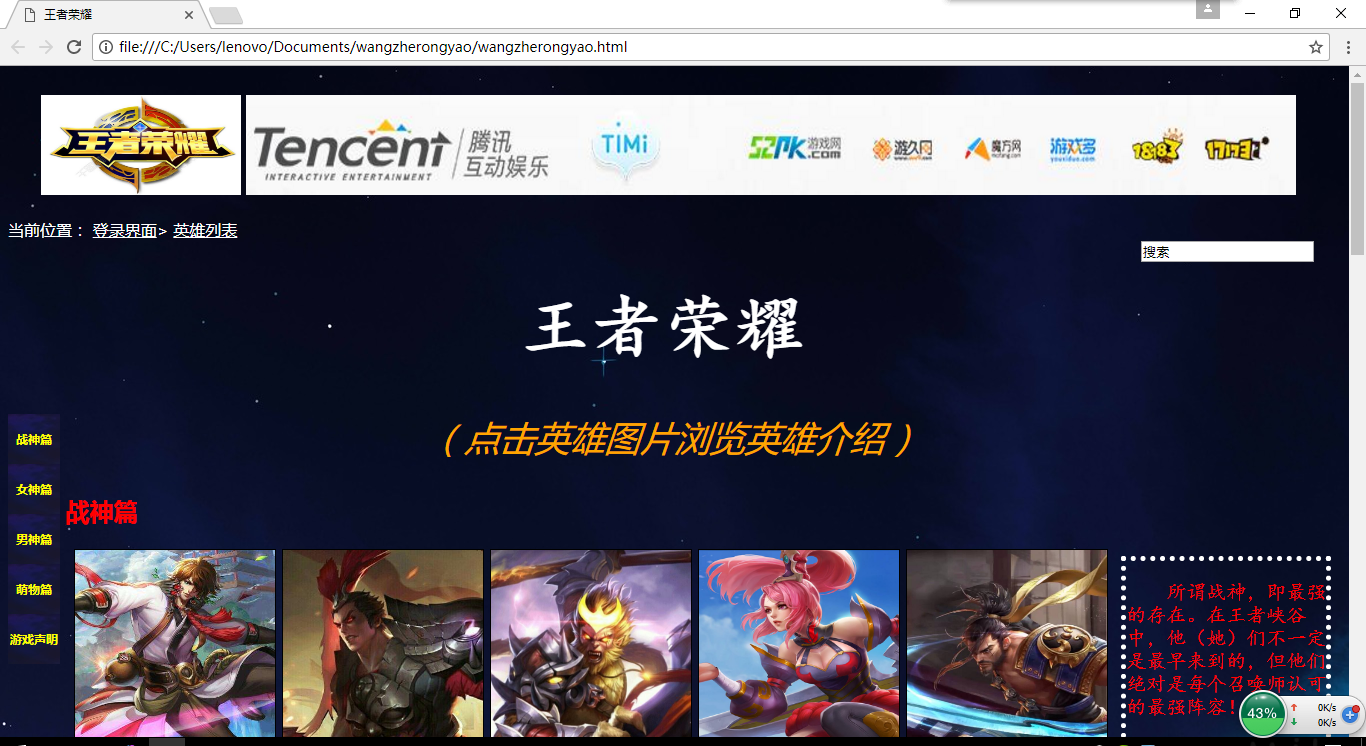 王者荣耀
file:///C:/Users/lenovo/Documents/wangzherongyao/wangzherongyao.html
王者荣耀
Tencent 腾讯
INTERACTIVE ENTERTAINMENT 互动娱乐
TiMi
52PK 游戏网
.com
游久网
魔方网
mofang.com
游戏多
youxiduo.com
18183
17173
当前位置： 登录界面> 英雄列表
搜索
王者荣耀
（点击英雄图片浏览英雄介绍）
战神篇
女神篇
男神篇
萌物篇
游戏声明
战神篇
所谓战神，即最强
的存在。在王者峡谷
中，他（她）们不一定
是最早来到的，但他们
绝对是每个召唤师认可
的最强阵容！
43%
0K/s
0K/s